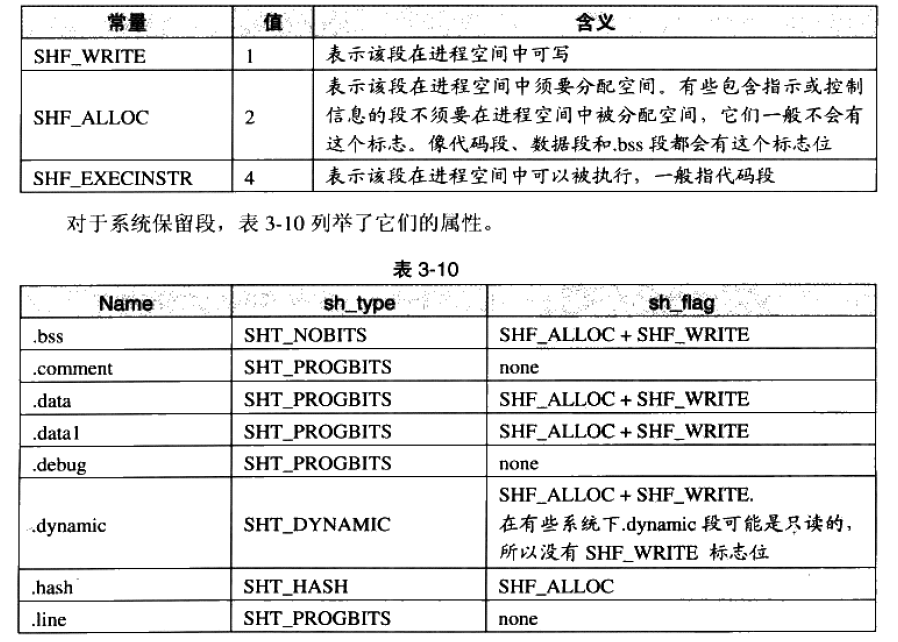 常量 值 含义
SHF_WRITE 1 表示该段在进程空间中可写
SHF_ALLOC 2 表示该段在进程空间中须要分配空间。有些包含指示或控制
信息的段不须要在进程空间中被分配空间，它们一般不会有
这个标志。像代码段、数据段和.bss 段都会有这个标志位
SHF_EXECINSTR 4 表示该段在进程空间中可以被执行，一般指代码段
对于系统保留段，表 3-10 列举了它们的属性。
表 3-10
Name sh_type sh_flag
.bss SHT_NOBITS SHF_ALLOC + SHF_WRITE
.comment SHT_PROGBITS none
.data SHT_PROGBITS SHF_ALLOC + SHF_WRITE
.data1 SHT_PROGBITS SHF_ALLOC + SHF_WRITE
.debug SHT_PROGBITS none
.dynamic SHT_DYNAMIC SHF_ALLOC + SHF_WRITE.
在有些系统下.dynamic 段可能是只读的，
所以没有 SHF_WRITE 标志位
.hash SHT_HASH SHF_ALLOC
.line SHT_PROGBITS none